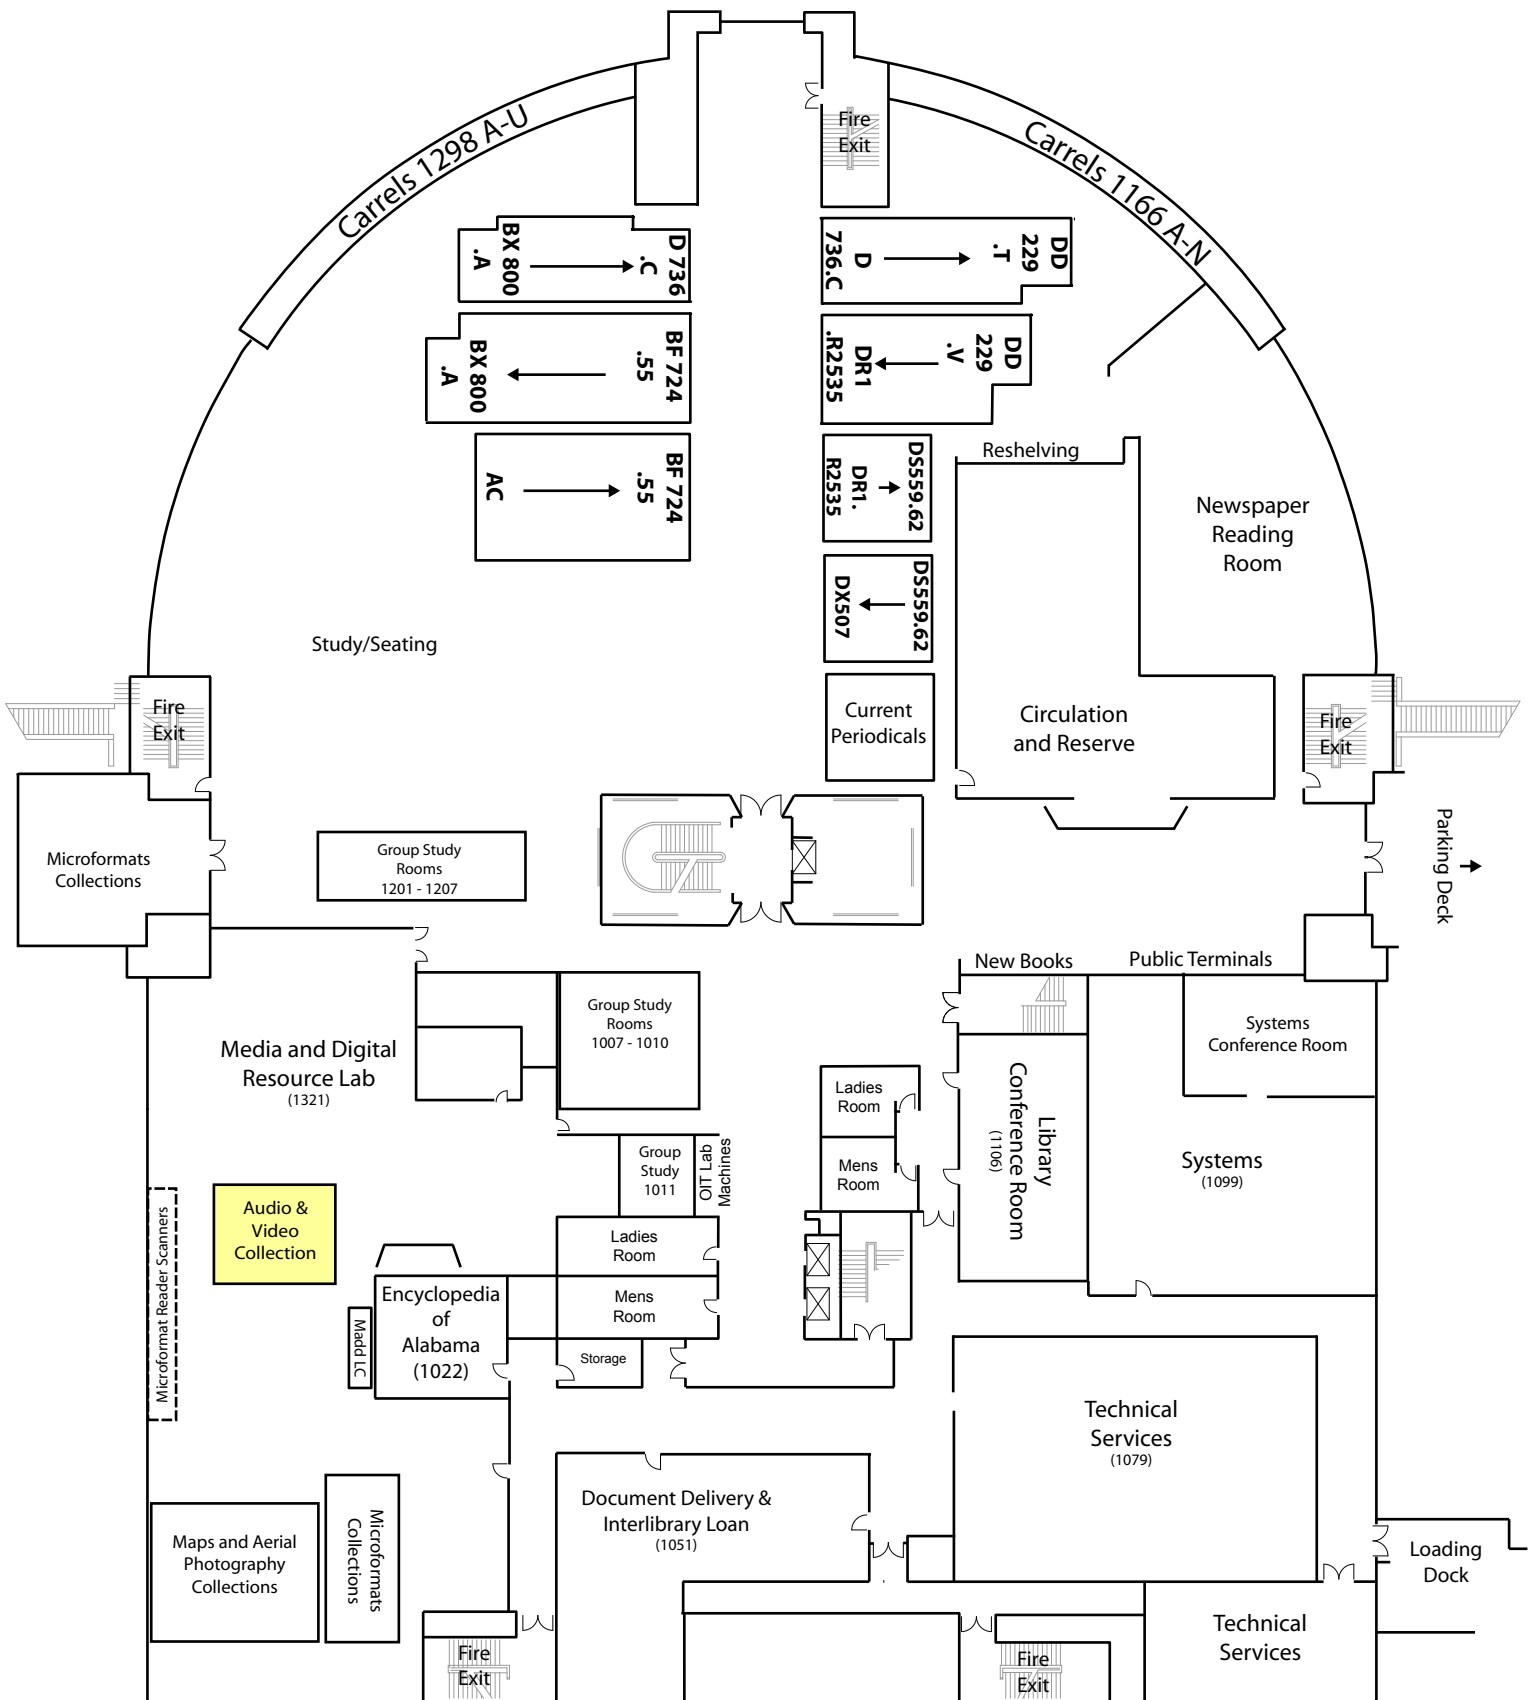 Fire
Exit
Carrels 1298 A-U
Carrels 1166 A-N
BX 800
.A
D 736
.C
D
736.C
DD
229
.T
BX 800
.A
BF 724
.55
DR1
.R2535
DD
229
.V
AC
BF 724
.55
DR1.
R2535
DS559.62
Reshelving
Newspaper
Reading
Room
DX507
DS559.62
Study/Seating
Fire
Exit
Current
Periodicals
Circulation
and Reserve
Fire
Exit
Microformats
Collections
Group Study
Rooms
1201 - 1207
Parking Deck
New Books
Public Terminals
Group Study
Rooms
1007 - 1010
Systems
Conference Room
Media and Digital
Resource Lab
(1321)
Ladies
Room
Library
Conference Room
(1106)
Group
Study
1011
OIT Lab
Machines
Mens
Room
Systems
(1099)
Microformat Reader Scanners
Audio &
Video
Collection
Ladies
Room
Encyclopedia
of
Alabama
(1022)
Mens
Room
Madd LC
Storage
Technical
Services
(1079)
Document Delivery &
Interlibrary Loan
(1051)
Maps and Aerial
Photography
Collections
Microformats
Collections
Loading
Dock
Technical
Services
Fire
Exit
Fire
Exit